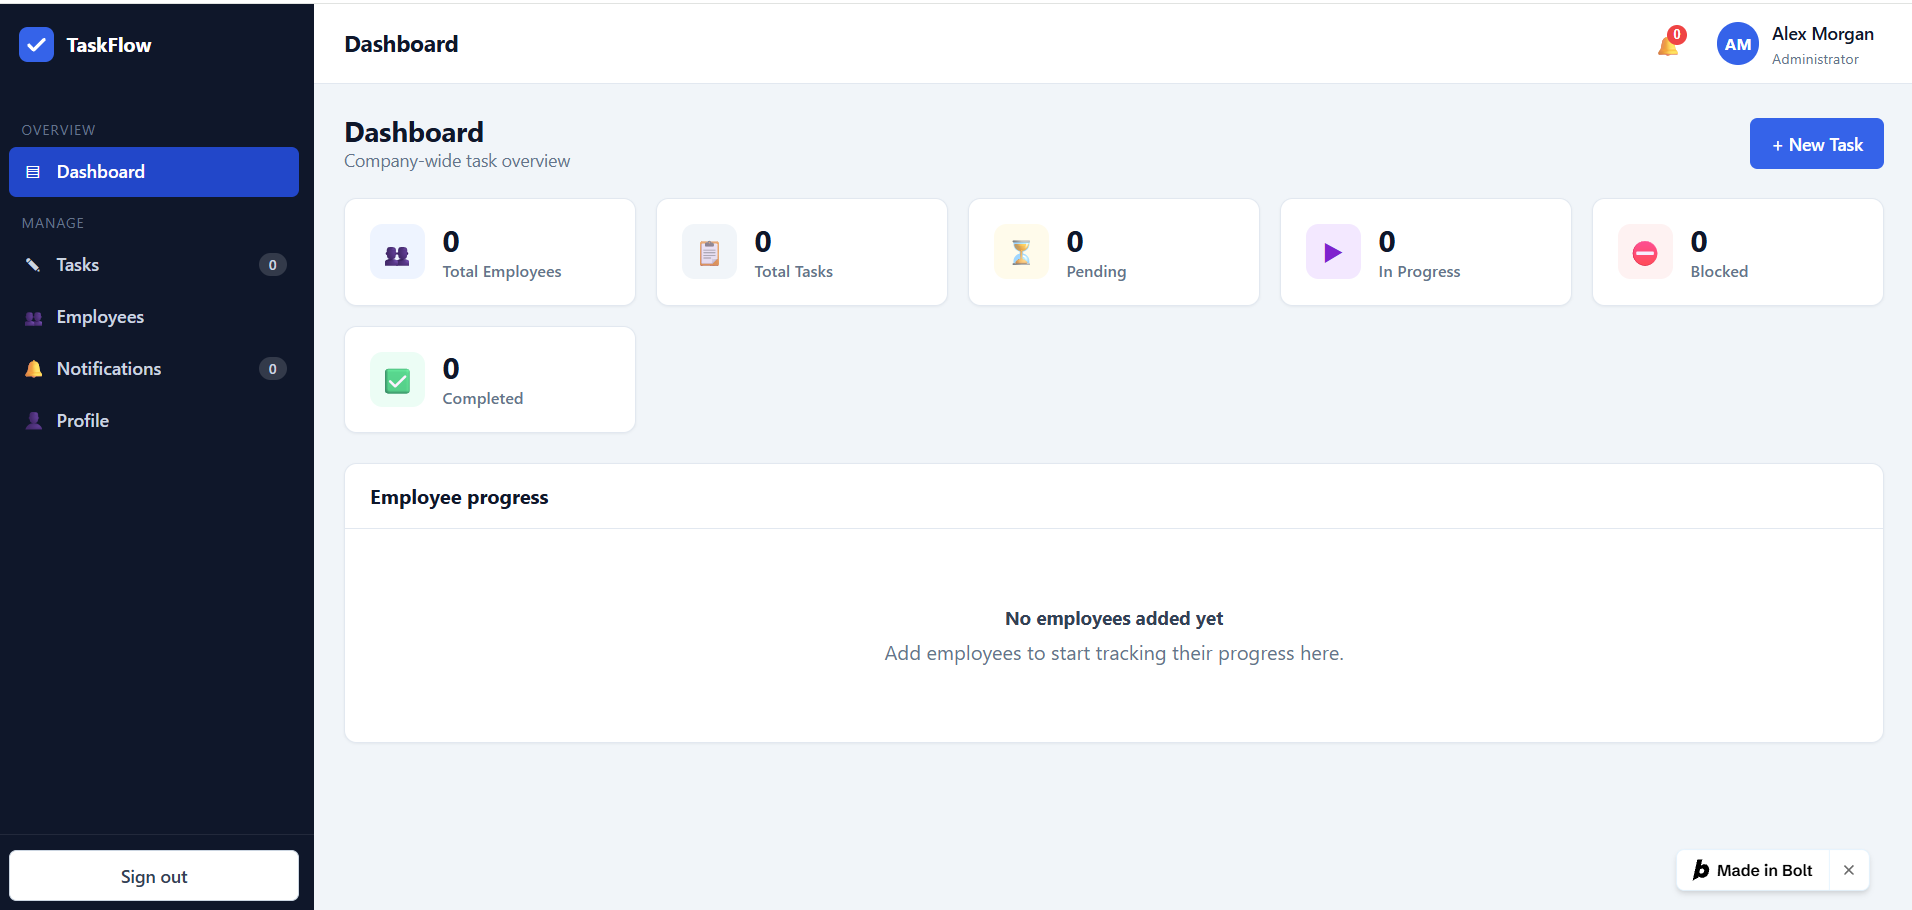 TaskFlow
OVERVIEW
Dashboard
MANAGE
Tasks 0
Employees
Notifications 0
Profile
Sign out
Dashboard
0
AM
Alex Morgan
Administrator
Dashboard
Company-wide task overview
+ New Task
0
Total Employees
0
Total Tasks
0
Pending
0
In Progress
0
Blocked
0
Completed
Employee progress
No employees added yet
Add employees to start tracking their progress here.
b Made in Bolt ×